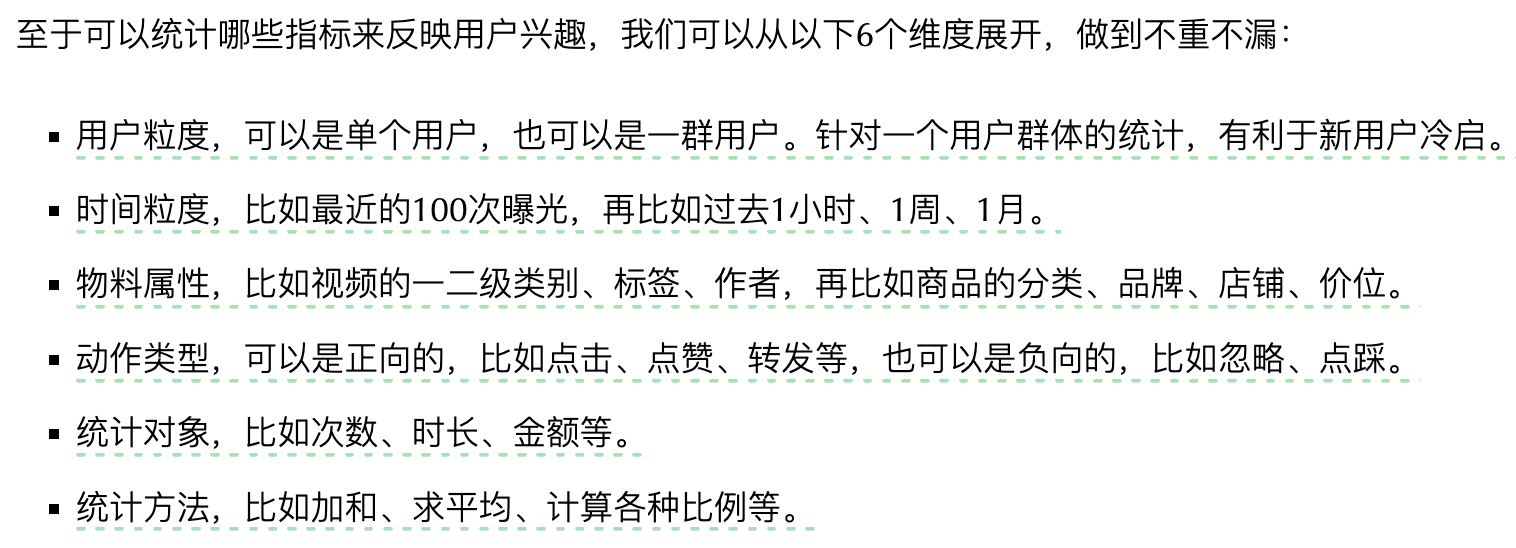 至于可以统计哪些指标来反映用户兴趣，我们可以从以下6个维度展开，做到不重不漏：
▪ 用户粒度，可以是单个用户，也可以是一群用户。针对一个用户群体的统计，有利于新用户冷启。
▪ 时间粒度，比如最近的100次曝光，再比如过去1小时、1周、1月。
▪ 物料属性，比如视频的一二级类别、标签、作者，再比如商品的分类、品牌、店铺、价位。
▪ 动作类型，可以是正向的，比如点击、点赞、转发等，也可以是负向的，比如忽略、点踩。
▪ 统计对象，比如次数、时长、金额等。
▪ 统计方法，比如加和、求平均、计算各种比例等。